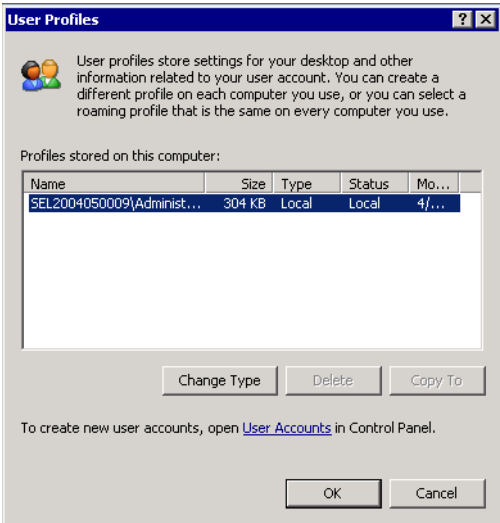 User Profiles
User profiles store settings for your desktop and other
information related to your user account. You can create a
different profile on each computer you use, or you can select a
roaming profile that is the same on every computer you use.
Profiles stored on this computer:
Name Size Type Status Mo...
SEL2004050009\Administ... 304 KB Local Local 4/...
Change Type Delete Copy To
To create new user accounts, open User Accounts in Control Panel.
OK Cancel